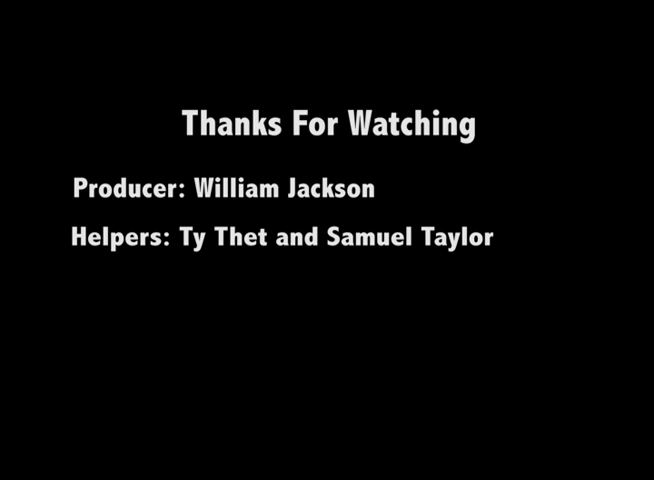 Thanks For Watching
Producer: William Jackson
Helpers: Ty Thet and Samuel Taylor